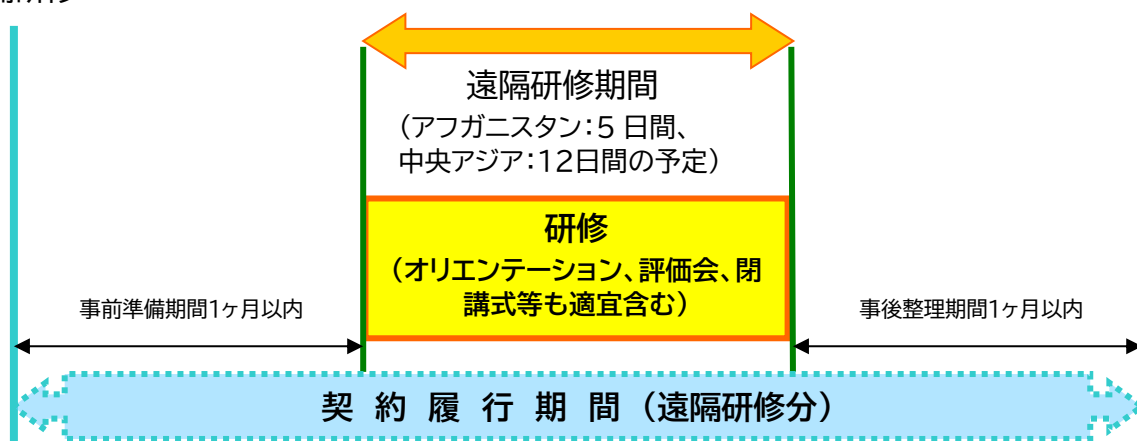 遠隔研修期間
(アフガニスタン:5 日間、
中央アジア:12日間の予定)
研修
(オリエンテーション、評価会、閉
講式等も適宜含む)
事前準備期間1ヶ月以内
事後整理期間1ヶ月以内
契 約 履 行 期 間 (遠隔研修分)